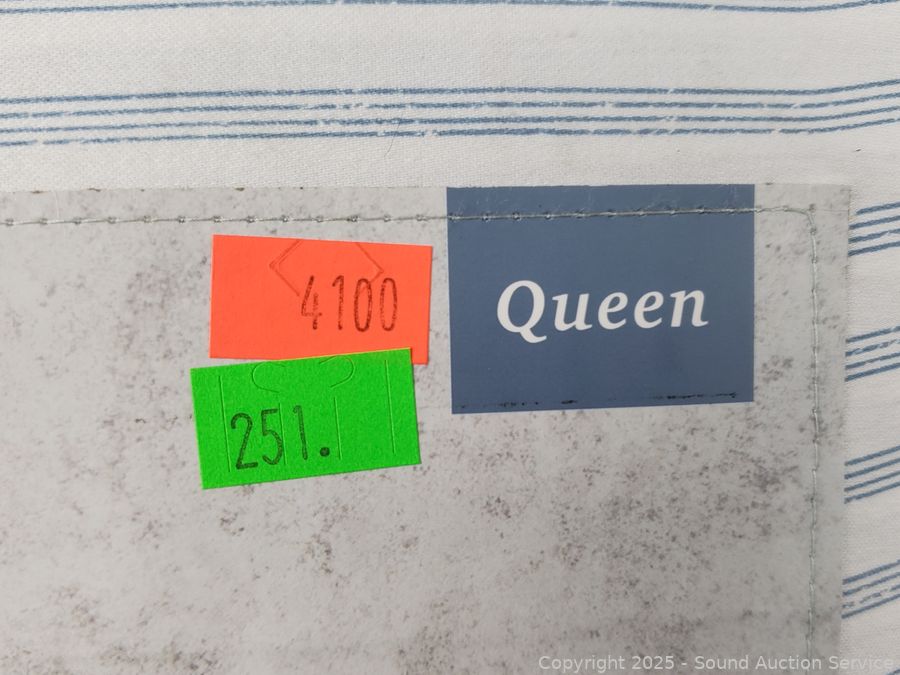 4100
Queen
251.
Copyright 2025 - Sound Auction Service